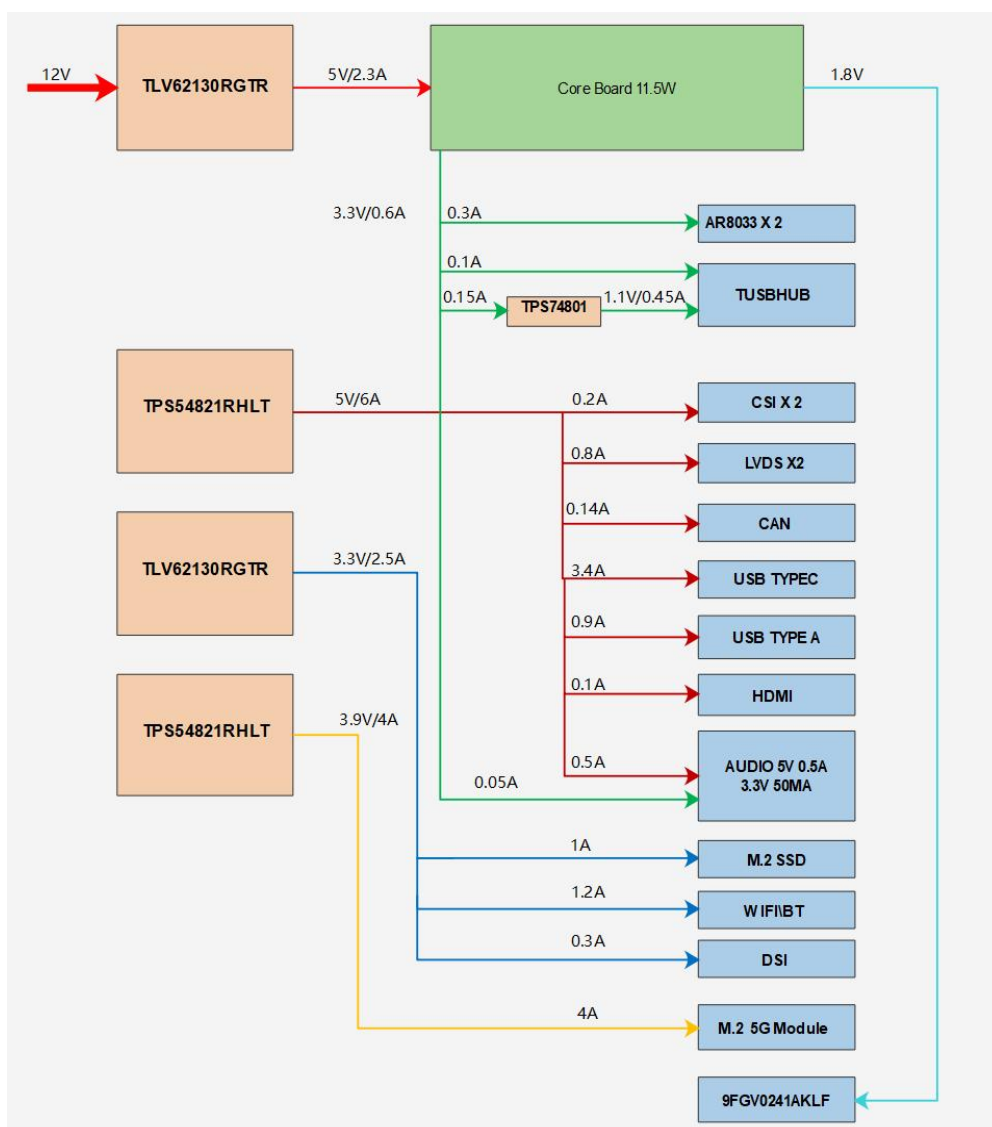 12V
TLV62130RGTR
5V/2.3A
Core Board 11.5W
1.8V
3.3V/0.6A
0.3A
AR8033 X 2
0.1A
TUSBHUB
0.15A
TPS74801
1.1V/0.45A
TPS54821RHLT
5V/6A
0.2A
CSI X 2
0.8A
LVDS X2
0.14A
CAN
TLV62130RGTR
3.3V/2.5A
3.4A
USB TYPEC
0.9A
USB TYPE A
0.1A
HDMI
TPS54821RHLT
3.9V/4A
0.5A
AUDIO 5V 0.5A
3.3V 50MA
0.05A
1A
M.2 SSD
1.2A
WIFI\BT
0.3A
DSI
4A
M.2 5G Module
9FGV0241AKLF